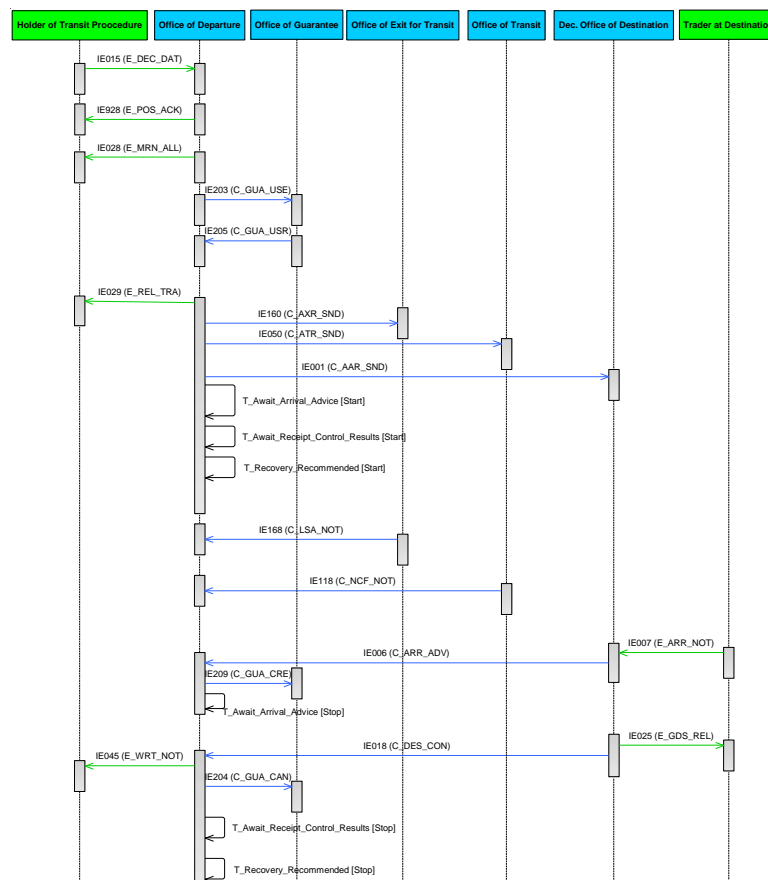 Holder of Transit Proocedure
Office of Departure
Office of Guarantee
Office of Exit for Transit
Office of Transit
Dec. Office of Destination
Trader at Destinatio
IE015 (E_DEC_DAT)
IE928 (E_POS_ACK)
IE028 (E_MRN_ALL)
IE203 (C_GUA_USE)
IE205 (C_GUA_USR)
IE029 (E_REL_TRA)
IE160 (C_AXR_SND)
IE050 (C_ATR_SND)
IE001 (C_AAR_SND)
T_Await_Arrival_Advice [Start]
T_Await_Receipt_Control_Results [Start]
T_Recovery_Recommended [Start]
IE168 (C_LSA_NOT)
IE118 (C_NCF_NOT)
IE007 (E_ARR_NOT)
IE006 (C_ARR_ADV)
IE209 (C_GUA_CRE)
T_Await_Arrival_Advice [Stop]
IE025 (E_GDS_REL)
IE018 (C_DES_CON)
IE045 (E_WRT_NOT)
IE204 (C_GUA_CAN)
T_Await_Receipt_Control_Results [Stop]
T_Recovery_Recommended [Stop]